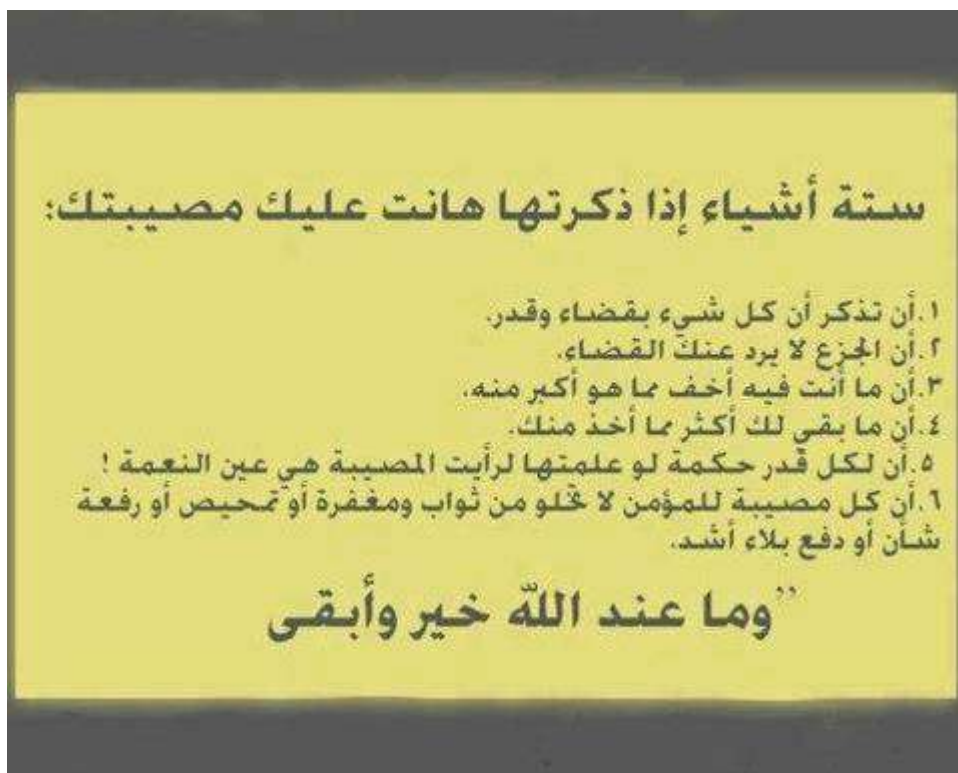 ستة أشياء إذا ذكرتها هانت عليك مصيبتك:
١.أن تذكر أن كل شيء بقضاء وقدر.
٢.أن الجزع لا يرد عنك القضاء.
٣.أن ما أنت فيه أخف مما هو أكبر منه.
٤.أن ما بقي لك أكثر مما أخذ منك.
٥.أن لكل قدر حكمة لو علمتها لرأيت المصيبة هي عين النعمة !
٦.أن كل مصيبة للمؤمن لا تخلو من ثواب ومغفرة أو تمحيص أو رفعة
شأن أو دفع بلاء أشد.
”وما عند اللّه خير وأبقى